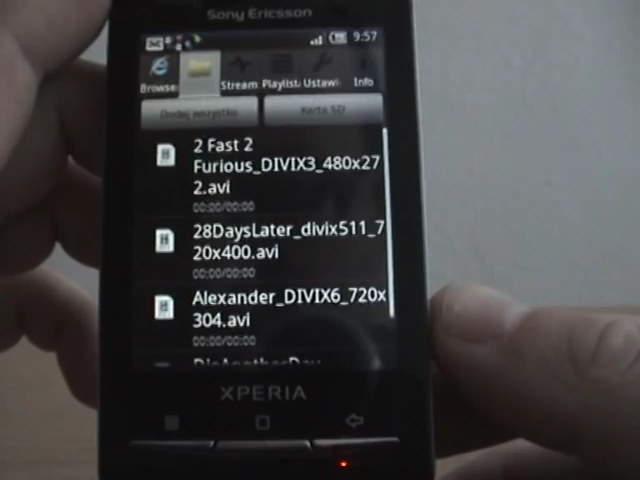 Sony Ericsson
9:57
Browse Stream Playlist Ustawi Info
Dodaj wszystko Karta SD
2 Fast 2
Furious_DIVIX3_480x27
2.avi
00:00/00:00
28DaysLater_divix511_7
20x400.avi
00:00/00:00
Alexander_DIVIX6_720x
304.avi
00:00/00:00
DieAnotherDay
XPERIA